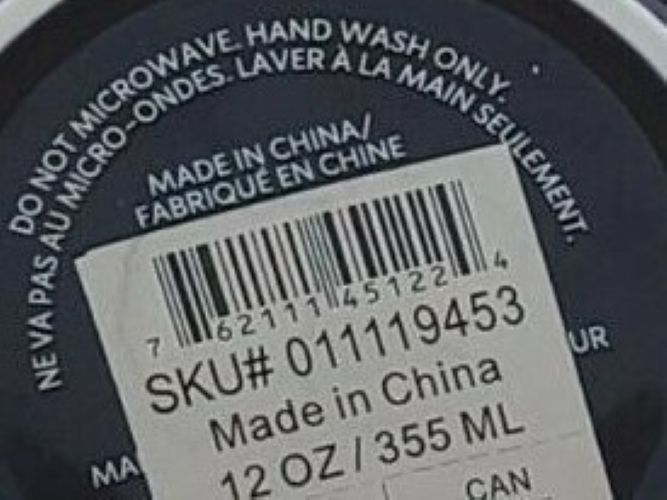 DO NOT MICROWAVE. HAND WASH ONLY.
NE VA PAS AU MICRO-ONDES. LAVER À LA MAIN SEULEMENT.
MADE IN CHINA/
FABRIQUÉ EN CHINE
7 62111 45122 4
SKU# 011119453
Made in China
12 OZ / 355 ML
CAN